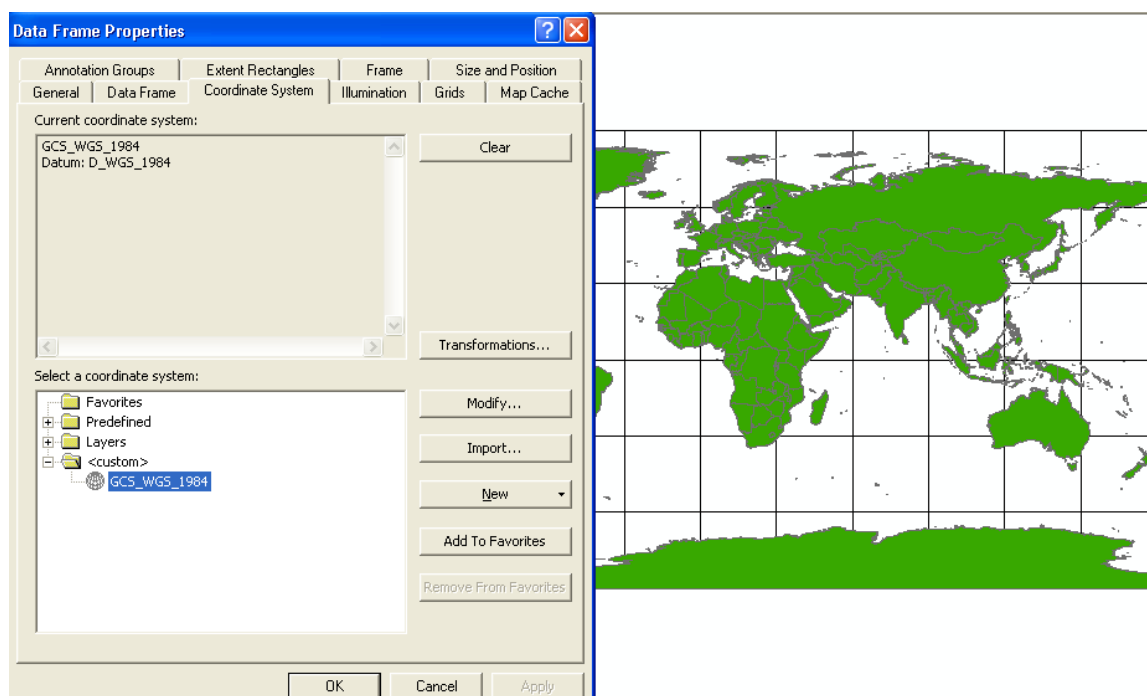 Data Frame Properties
Annotation Groups Extent Rectangles Frame Size and Position
General Data Frame Coordinate System Illumination Grids Map Cache
Current coordinate system:
GCS_WGS_1984
Datum: D_WGS_1984
Clear
Transformations...
Select a coordinate system:
Favorites
Predefined
Layers
<custom>
GCS_WGS_1984
Modify...
Import...
New
Add To Favorites
Remove From Favorites
OK Cancel Apply